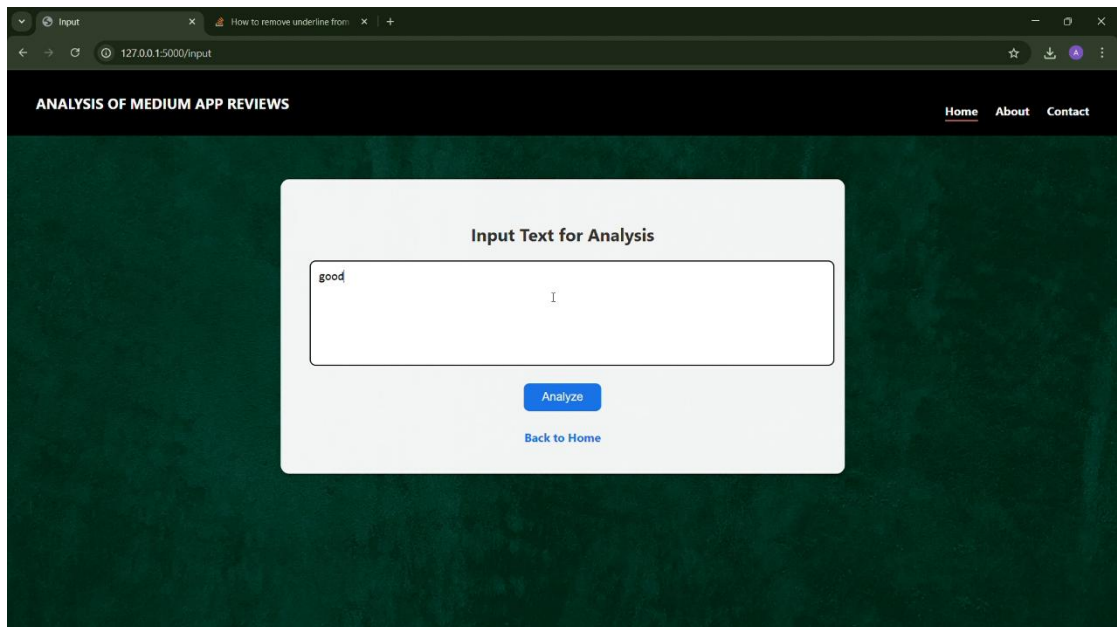 Input
How to remove underline from
127.0.0.1:5000/input
A
ANALYSIS OF MEDIUM APP REVIEWS
Home About Contact
Input Text for Analysis
good
Analyze
Back to Home